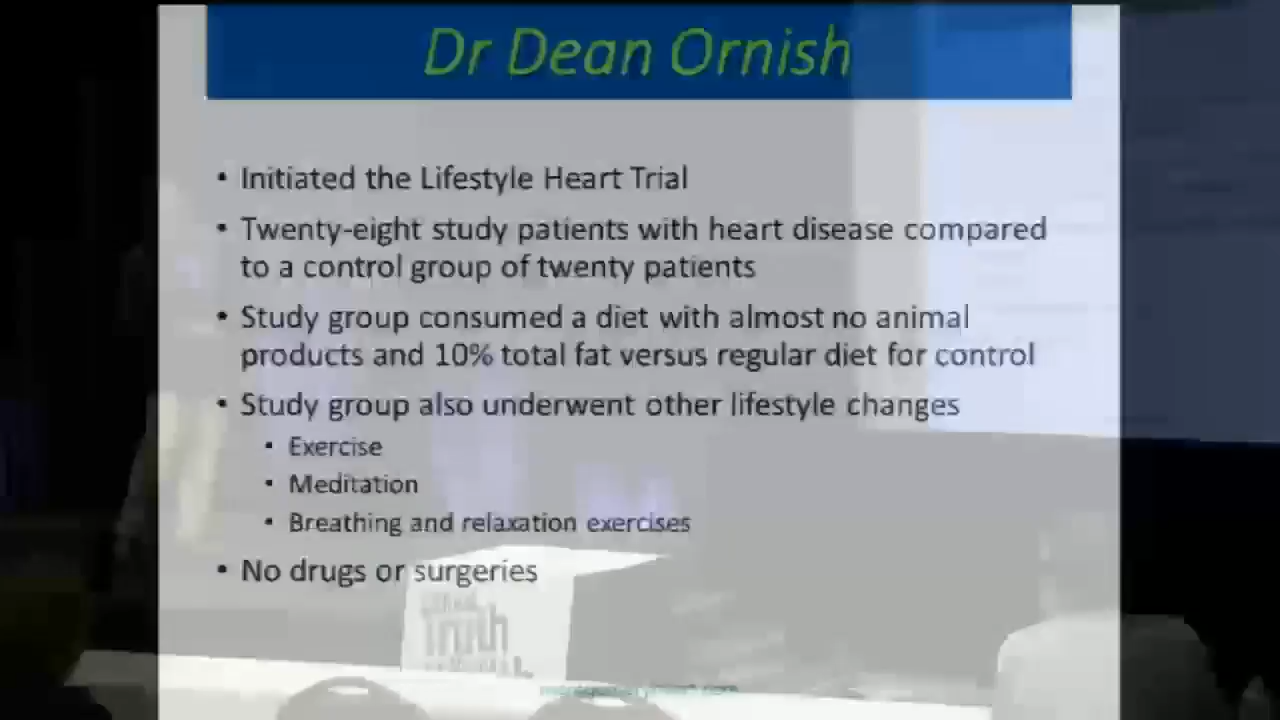 Dr Dean Ornish
• Initiated the Lifestyle Heart Trial
• Twenty-eight study patients with heart disease compared
to a control group of twenty patients
• Study group consumed a diet with almost no animal
products and 10% total fat versus regular diet for control
• Study group also underwent other lifestyle changes
• Exercise
• Meditation
• Breathing and relaxation exercises
• No drugs or surgeries
truth